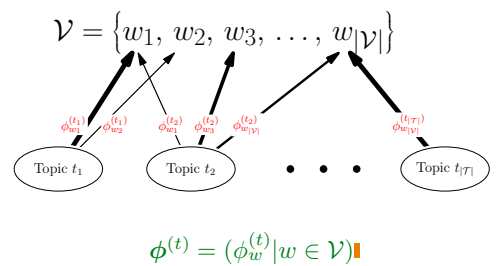 𝒱 = {w₁, w₂, w₃, …, w_{|𝒱|}}
ϕ_{w₁}^{(t₁)} ϕ_{w₂}^{(t₁)} ϕ_{w₁}^{(t₂)} ϕ_{w₃}^{(t₂)} ϕ_{w_{|𝒱|}}^{(t₂)} ϕ_{w_{|𝒱|}}^{(t_{|𝒯|})}
Topic t₁ Topic t₂ • • • Topic t_{|𝒯|}
ϕ^{(t)} = (ϕ_w^{(t)}|w ∈ 𝒱)